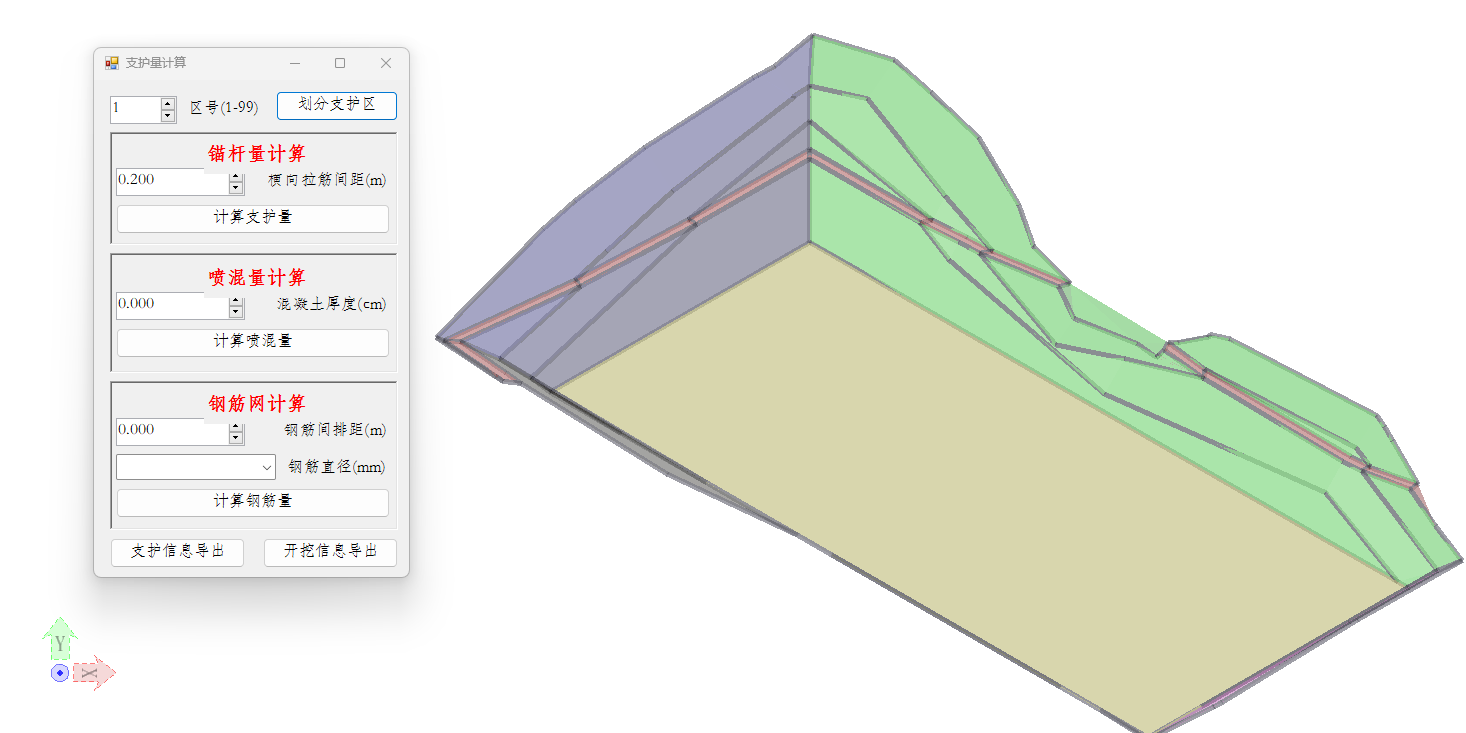 支护量计算
1 区号(1-99) 划分支护区
锚杆量计算
0.200 横向拉筋间距(m)
计算支护量
喷混量计算
0.000 混凝土厚度(cm)
计算喷混量
钢筋网计算
0.000 钢筋间排距(m)
钢筋直径(mm)
计算钢筋量
支护信息导出 开挖信息导出
Y
X